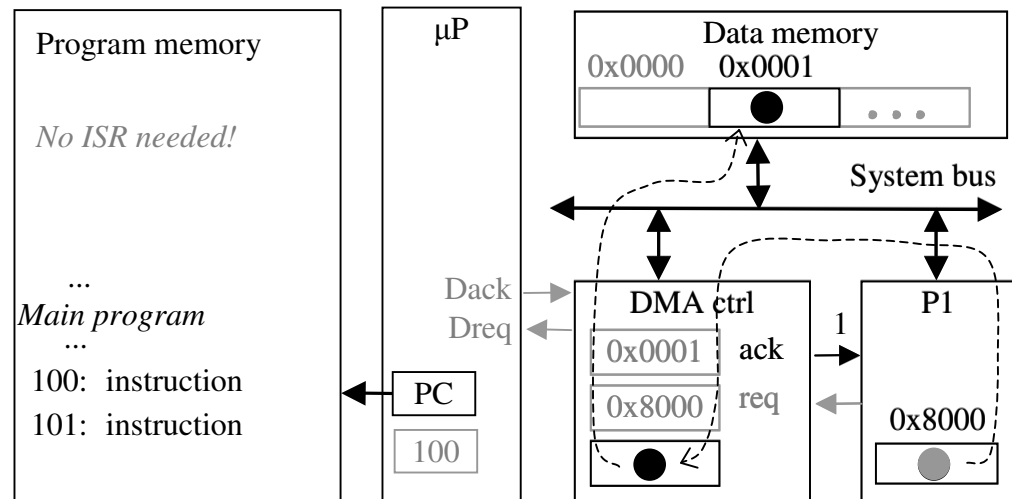 Program memory
No ISR needed!
...
Main program
...
100: instruction
101: instruction
μP
Dack
Dreq
PC
100
Data memory
0x0000 0x0001
...
System bus
DMA ctrl
0x0001
ack
0x8000
req
1
P1
0x8000